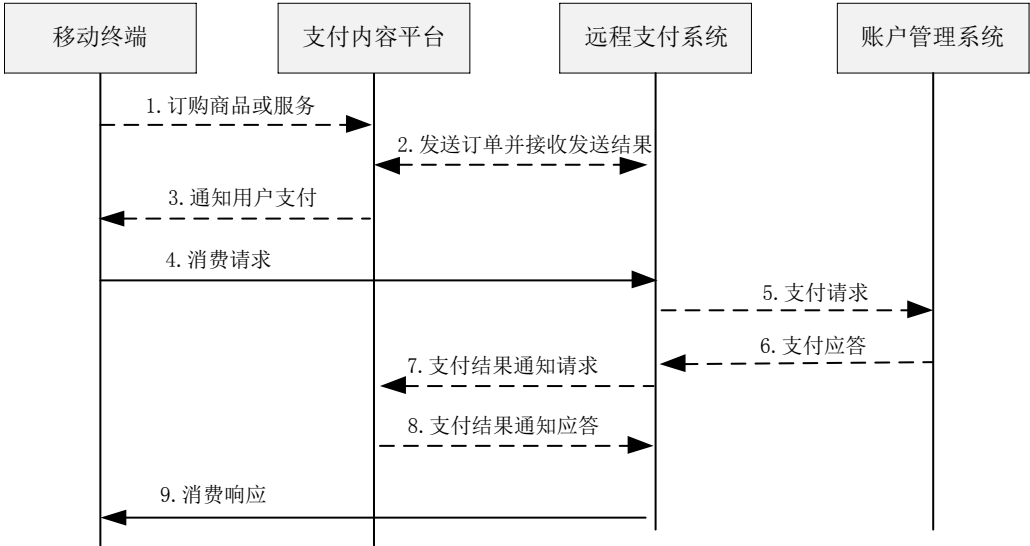 移动终端
支付内容平台
远程支付系统
账户管理系统
1.订购商品或服务
2.发送订单并接收发送结果
3.通知用户支付
4.消费请求
5.支付请求
6.支付应答
7.支付结果通知请求
8.支付结果通知应答
9.消费响应